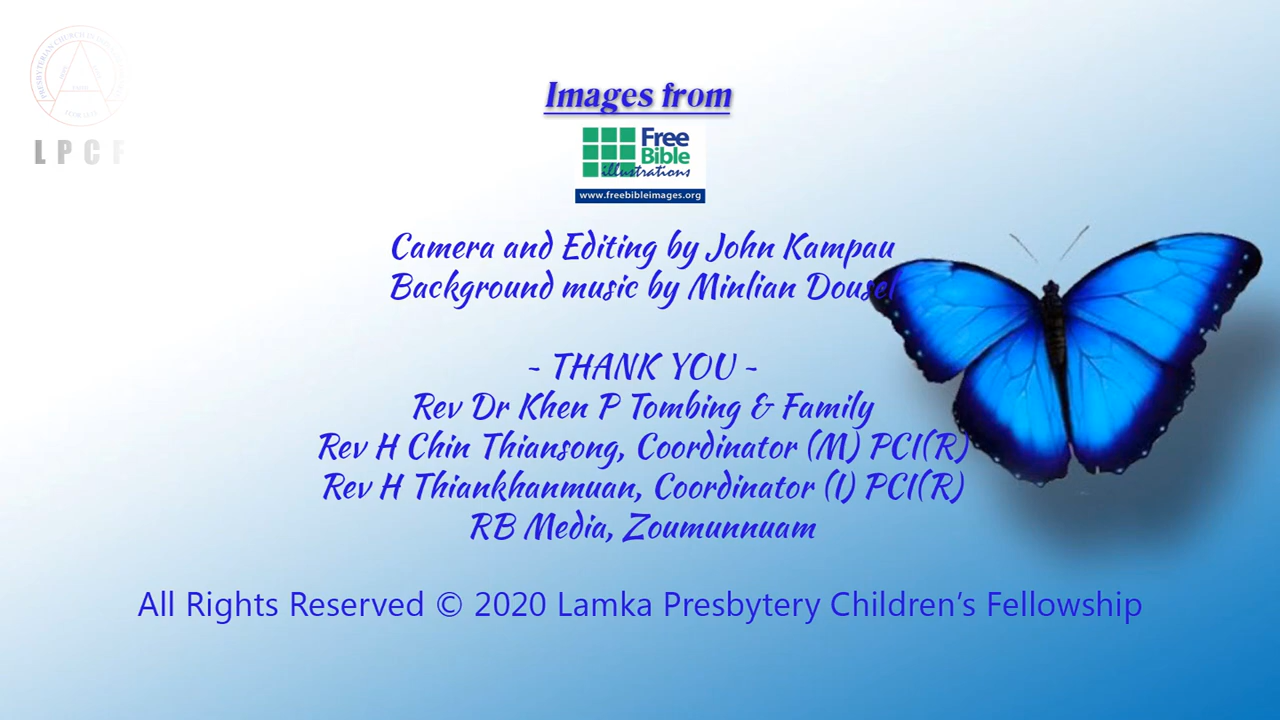 LPCF
Images from
Free
Bible
illustrations
www.freebibleimages.org
Camera and Editing by John Kampau
Background music by Minlian Dousel
~ THANK YOU ~
Rev Dr Khen P Tombing & Family
Rev H Chin Thiansong, Coordinator (M) PCI(R)
Rev H Thiankhanmuan, Coordinator (I) PCI(R)
RB Media, Zoumunnuam
All Rights Reserved © 2020 Lamka Presbytery Children's Fellowship